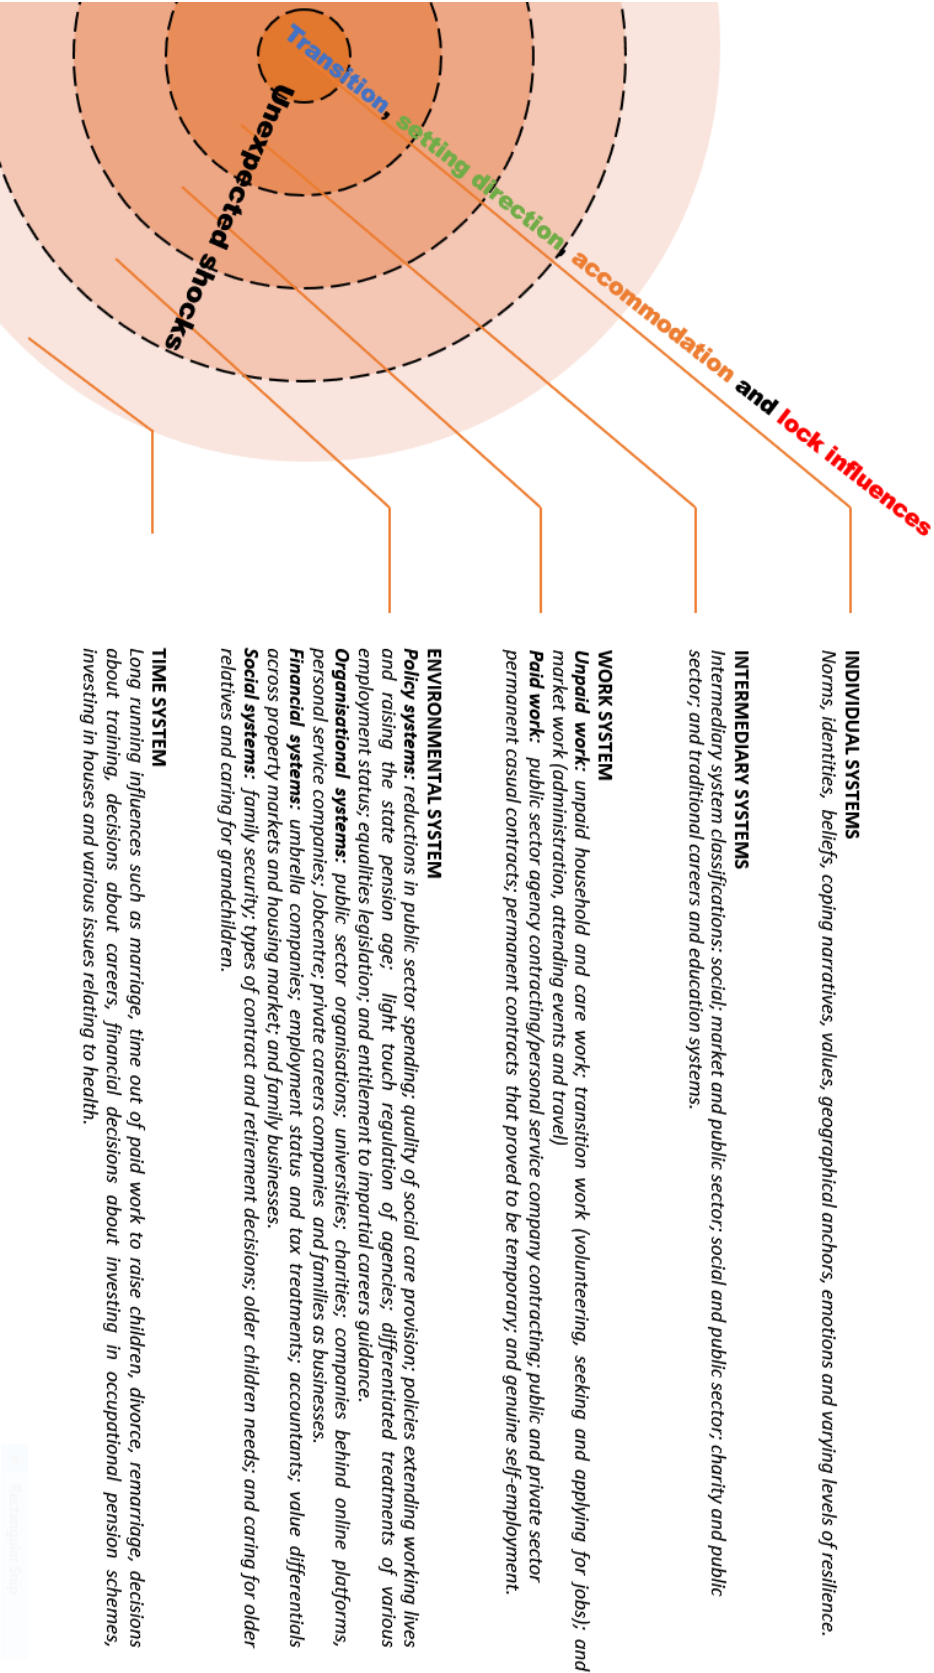 Transition, setting direction, accommodation and lock influences
Unexpected shocks
INDIVIDUAL SYSTEMS
Norms, identities, beliefs, coping narratives, values, geographical anchors, emotions and varying levels of resilience.
INTERMEDIARY SYSTEMS
Intermediary system classifications: social; market and public sector; social and public sector; charity and public
sector; and traditional careers and education systems.
WORK SYSTEM
Unpaid work: unpaid household and care work; transition work (volunteering, seeking and applying for jobs); and
market work (administration, attending events and travel)
Paid work: public sector agency contracting/personal service company contracting; public and private sector
permanent casual contracts; permanent contracts that proved to be temporary; and genuine self-employment.
ENVIRONMENTAL SYSTEM
Policy systems: reductions in public sector spending; quality of social care provision; policies extending working lives
and raising the state pension age; light touch regulation of agencies; differentiated treatments of various
employment status; equalities legislation; and entitlement to impartial careers guidance.
Organisational systems: public sector organisations; universities; charities; companies behind online platforms,
personal service companies; Jobcentre; private careers companies and families as businesses.
Financial systems: umbrella companies; employment status and tax treatments; accountants; value differentials
across property markets and housing market; and family businesses.
Social systems: family security; types of contract and retirement decisions; older children needs; and caring for older
relatives and caring for grandchildren.
TIME SYSTEM
Long running influences such as marriage, time out of paid work to raise children, divorce, remarriage, decisions
about training, decisions about careers, financial decisions about investing in occupational pension schemes,
investing in houses and various issues relating to health.